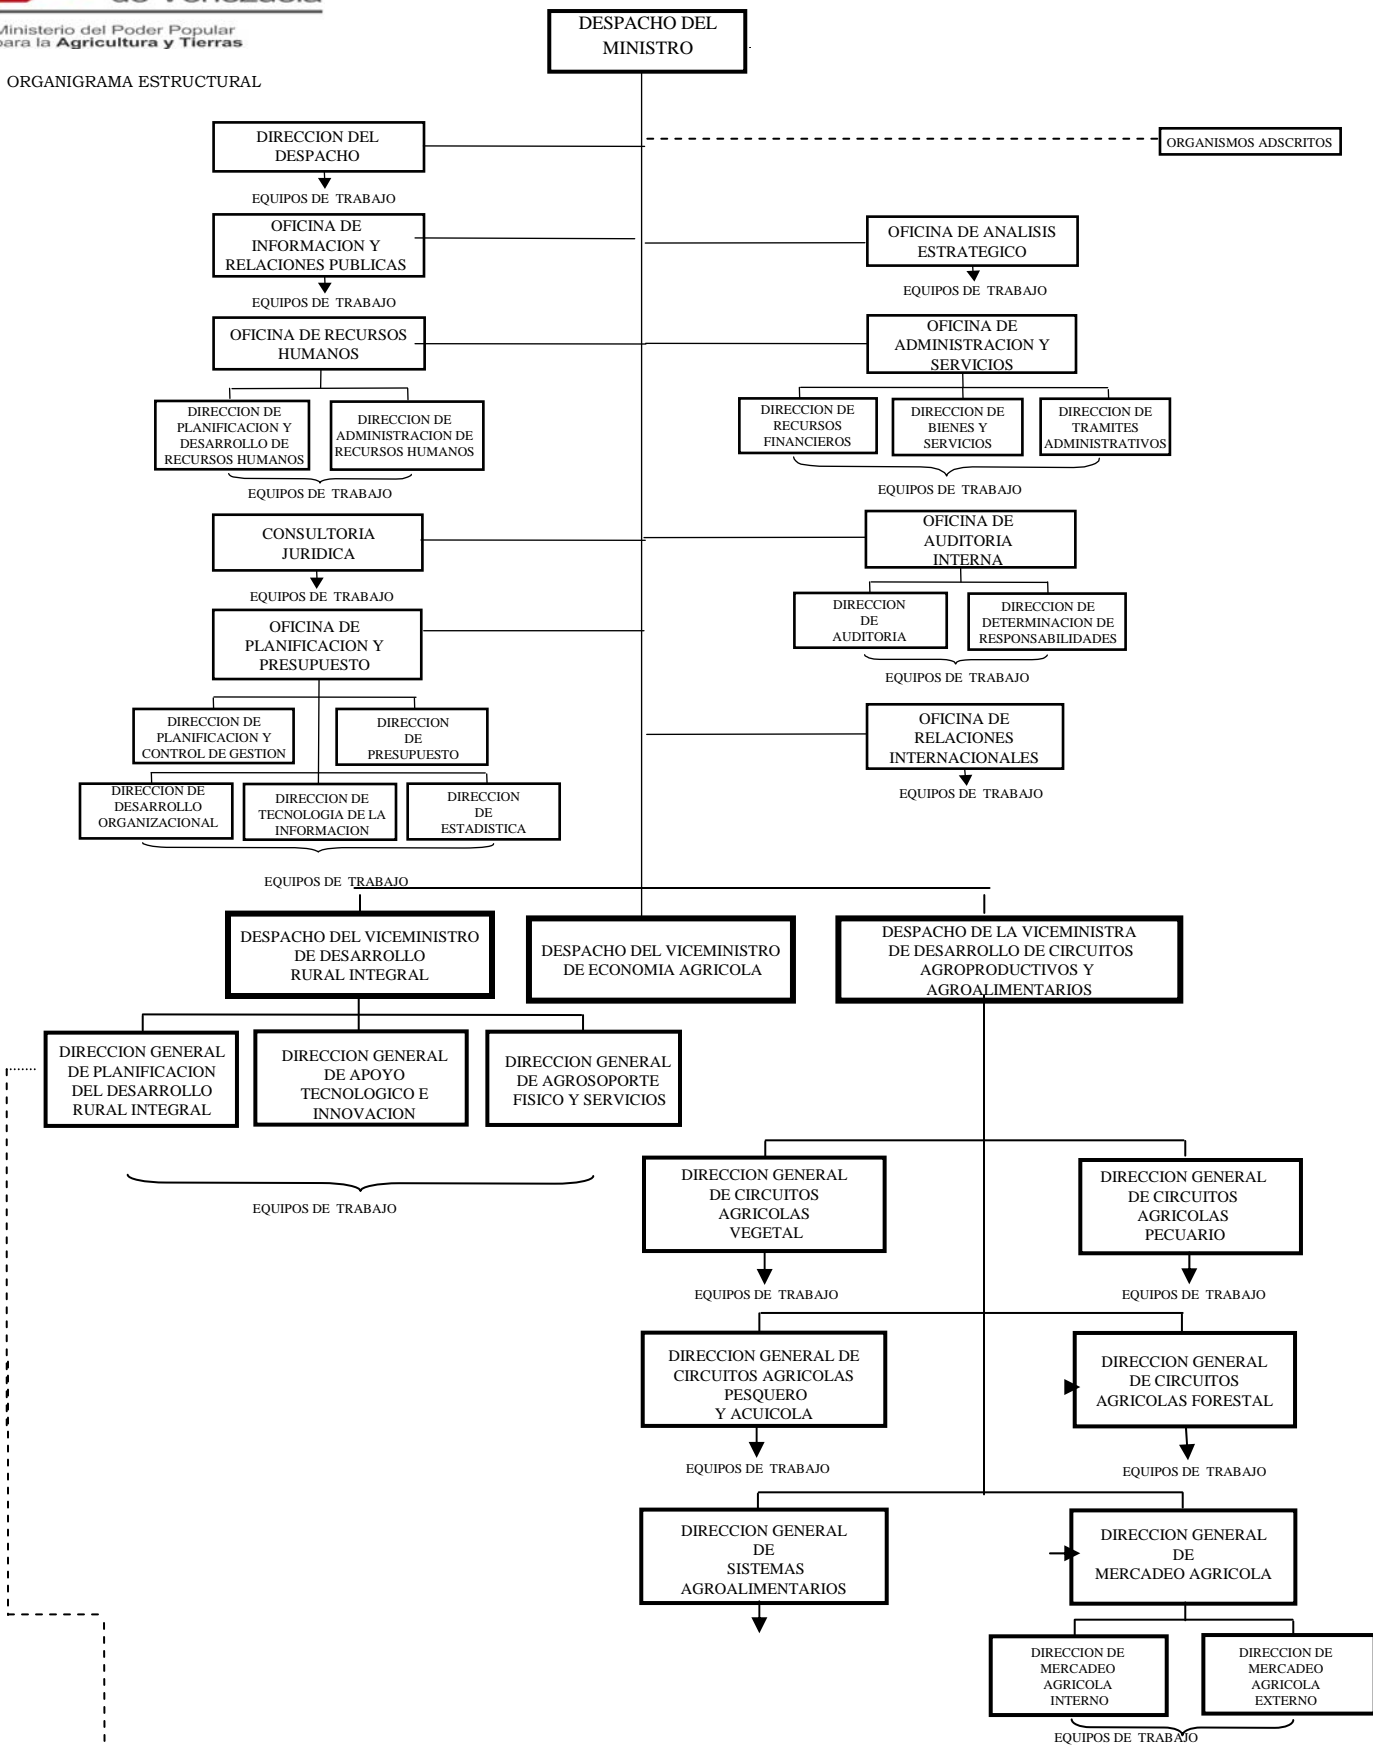 de Venezuela
Ministerio del Poder Popular
para la Agricultura y Tierras
ORGANIGRAMA ESTRUCTURAL
DESPACHO DEL
MINISTRO
DIRECCION DEL
DESPACHO
EQUIPOS DE TRABAJO
ORGANISMOS ADSCRITOS
OFICINA DE
INFORMACION Y
RELACIONES PUBLICAS
EQUIPOS DE TRABAJO
OFICINA DE ANALISIS
ESTRATEGICO
EQUIPOS DE TRABAJO
OFICINA DE RECURSOS
HUMANOS
DIRECCION DE
PLANIFICACION Y
DESARROLLO DE
RECURSOS HUMANOS
DIRECCION DE
ADMINISTRACION DE
RECURSOS HUMANOS
EQUIPOS DE TRABAJO
OFICINA DE
ADMINISTRACION Y
SERVICIOS
DIRECCION DE
RECURSOS
FINANCIEROS
DIRECCION DE
BIENES Y
SERVICIOS
DIRECCION DE
TRAMITES
ADMINISTRATIVOS
EQUIPOS DE TRABAJO
CONSULTORIA
JURIDICA
EQUIPOS DE TRABAJO
OFICINA DE
AUDITORIA
INTERNA
DIRECCION
DE
AUDITORIA
DIRECCION DE
DETERMINACION DE
RESPONSABILIDADES
EQUIPOS DE TRABAJO
OFICINA DE
PLANIFICACION Y
PRESUPUESTO
DIRECCION DE
PLANIFICACION Y
CONTROL DE GESTION
DIRECCION
DE
PRESUPUESTO
DIRECCION DE
DESARROLLO
ORGANIZACIONAL
DIRECCION DE
TECNOLOGIA DE LA
INFORMACION
DIRECCION
DE
ESTADISTICA
EQUIPOS DE TRABAJO
OFICINA DE
RELACIONES
INTERNACIONALES
EQUIPOS DE TRABAJO
DESPACHO DEL VICEMINISTRO
DE DESARROLLO
RURAL INTEGRAL
DESPACHO DEL VICEMINISTRO
DE ECONOMIA AGRICOLA
DESPACHO DE LA VICEMINISTRA
DE DESARROLLO DE CIRCUITOS
AGROPRODUCTIVOS Y
AGROALIMENTARIOS
DIRECCION GENERAL
DE PLANIFICACION
DEL DESARROLLO
RURAL INTEGRAL
DIRECCION GENERAL
DE APOYO
TECNOLOGICO E
INNOVACION
DIRECCION GENERAL
DE AGROSOPORTE
FISICO Y SERVICIOS
EQUIPOS DE TRABAJO
DIRECCION GENERAL
DE CIRCUITOS
AGRICOLAS
VEGETAL
EQUIPOS DE TRABAJO
DIRECCION GENERAL
DE CIRCUITOS
AGRICOLAS
PECUARIO
EQUIPOS DE TRABAJO
DIRECCION GENERAL DE
CIRCUITOS AGRICOLAS
PESQUERO
Y ACUICOLA
EQUIPOS DE TRABAJO
DIRECCION GENERAL
DE CIRCUITOS
AGRICOLAS FORESTAL
EQUIPOS DE TRABAJO
DIRECCION GENERAL
DE
SISTEMAS
AGROALIMENTARIOS
DIRECCION GENERAL
DE
MERCADEO AGRICOLA
DIRECCION DE
MERCADEO
AGRICOLA
INTERNO
DIRECCION DE
MERCADEO
AGRICOLA
EXTERNO
EQUIPOS DE TRABAJO